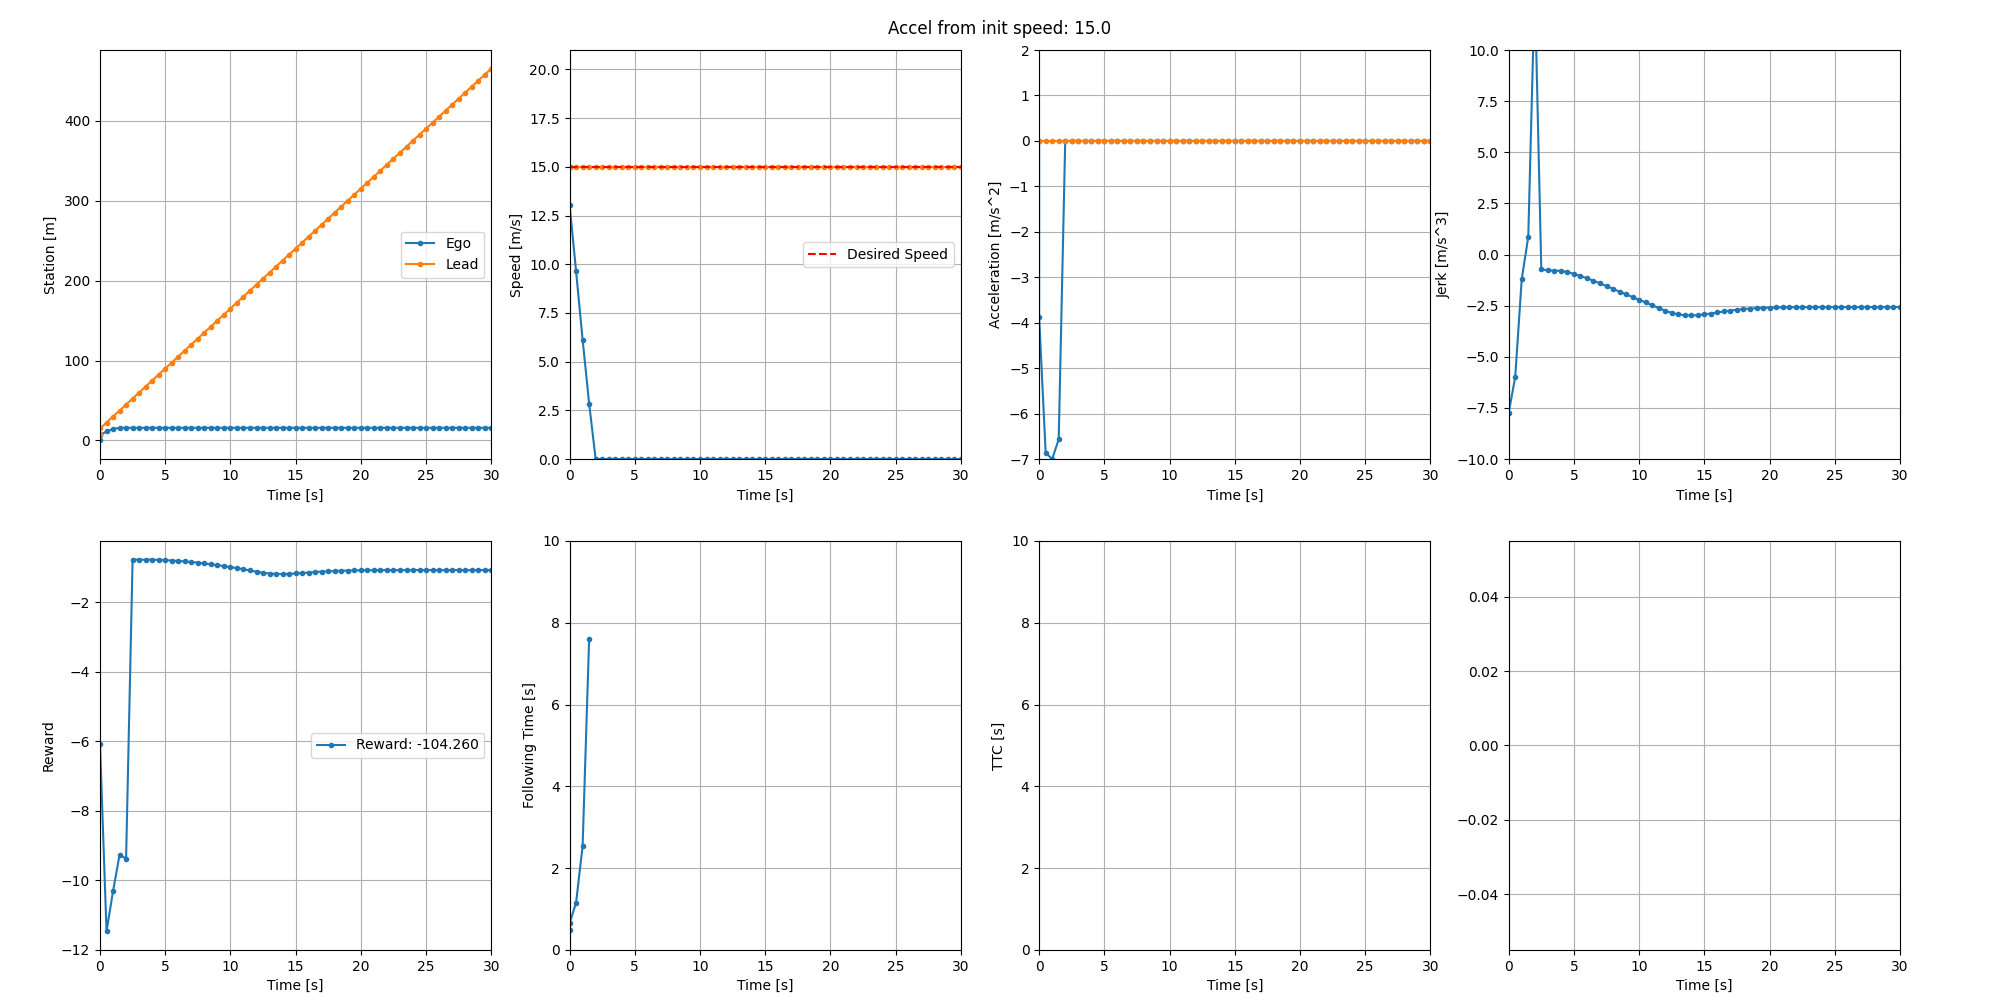 Accel from init speed: 15.0
Station [m]
400
300
200
100
0
0 5 10 15 20 25 30
Time [s]
Ego
Lead
Speed [m/s]
20.0
17.5
15.0
12.5
10.0
7.5
5.0
2.5
0.0
0 5 10 15 20 25 30
Time [s]
Desired Speed
Acceleration [m/s^2]
2
1
0
−1
−2
−3
−4
−5
−6
−7
0 5 10 15 20 25 30
Time [s]
Jerk [m/s^3]
10.0
7.5
5.0
2.5
0.0
−2.5
−5.0
−7.5
−10.0
0 5 10 15 20 25 30
Time [s]
Reward
−2
−4
−6
−8
−10
−12
0 5 10 15 20 25 30
Time [s]
Reward: -104.260
Following Time [s]
10
8
6
4
2
0
0 5 10 15 20 25 30
Time [s]
TTC [s]
10
8
6
4
2
0
0 5 10 15 20 25 30
Time [s]
0.04
0.02
0.00
−0.02
−0.04
0 5 10 15 20 25 30
Time [s]